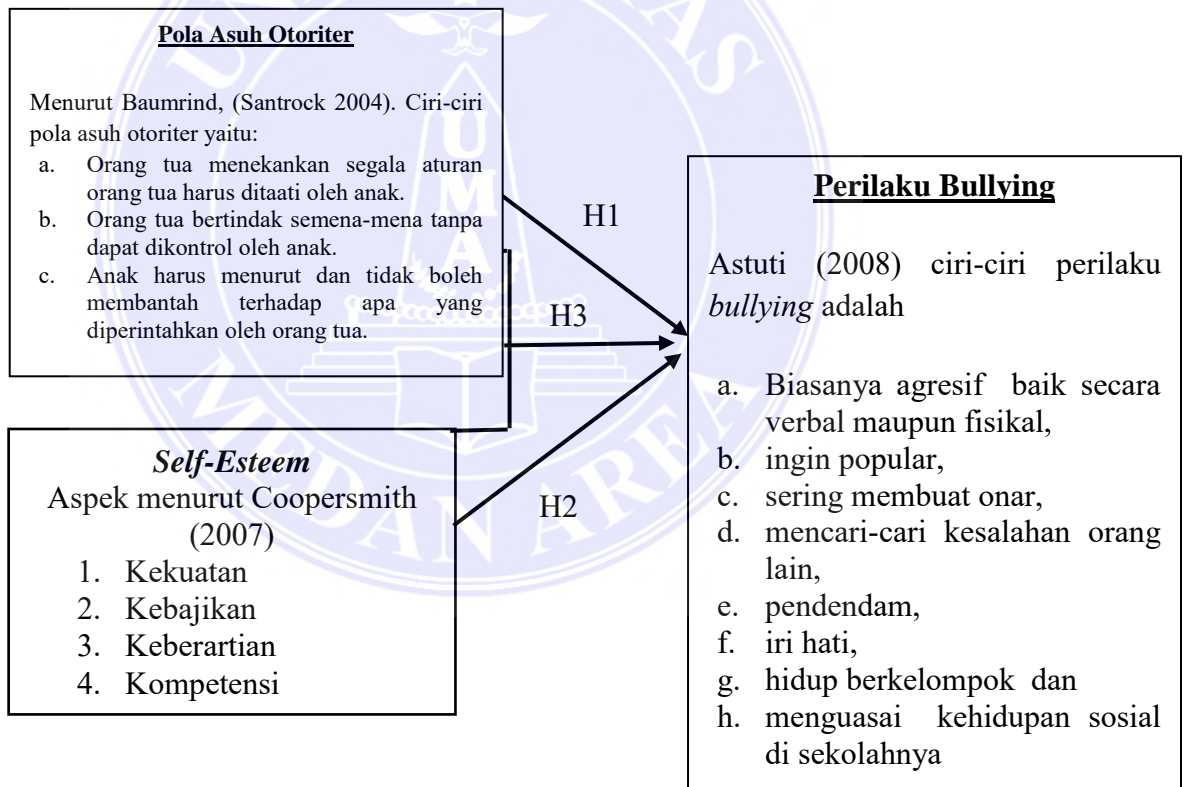 Pola Asuh Otoriter
Menurut Baumrind, (Santrock 2004). Ciri-ciri
pola asuh otoriter yaitu:
a. Orang tua menekankan segala aturan
orang tua harus ditaati oleh anak.
b. Orang tua bertindak semena-mena tanpa
dapat dikontrol oleh anak.
c. Anak harus menurut dan tidak boleh
membantah terhadap apa yang
diperintahkan oleh orang tua.
H1
H3
H2
Self-Esteem
Aspek menurut Coopersmith
(2007)
1. Kekuatan
2. Kebajikan
3. Keberartian
4. Kompetensi
Perilaku Bullying
Astuti (2008) ciri-ciri perilaku
bullying adalah
a. Biasanya agresif baik secara
verbal maupun fisikal,
b. ingin popular,
c. sering membuat onar,
d. mencari-cari kesalahan orang
lain,
e. pendendam,
f. iri hati,
g. hidup berkelompok dan
h. menguasai kehidupan sosial
di sekolahnya
UMA
MEDAN AREA